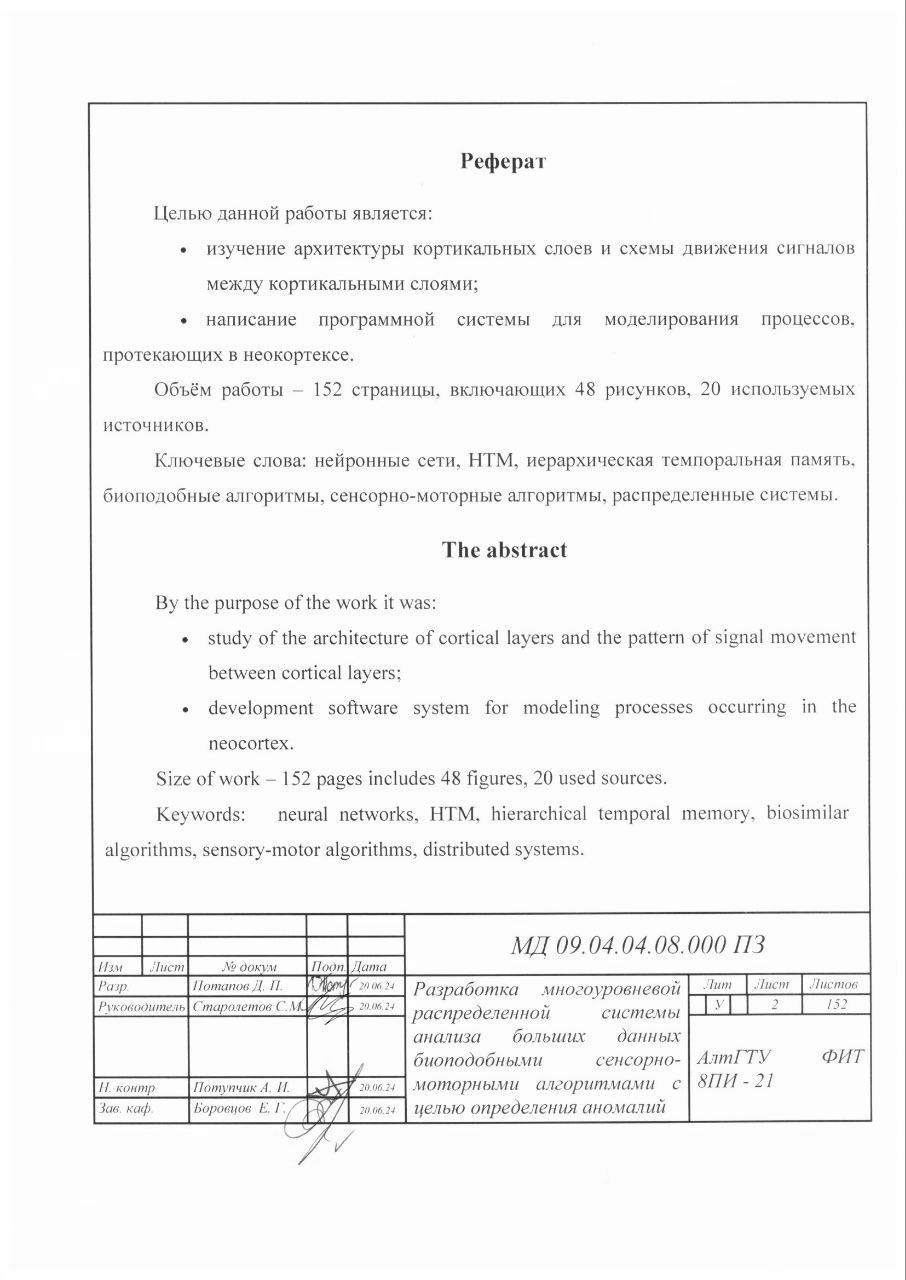 Реферат
Целью данной работы является:
• изучение архитектуры кортикальных слоев и схемы движения сигналов
между кортикальными слоями;
• написание программной системы для моделирования процессов,
протекающих в неокортексе.
Объём работы – 152 страницы, включающих 48 рисунков, 20 используемых
источников.
Ключевые слова: нейронные сети, HTM, иерархическая темпоральная память,
биоподобные алгоритмы, сенсорно-моторные алгоритмы, распределенные системы.
The abstract
By the purpose of the work it was:
• study of the architecture of cortical layers and the pattern of signal movement
between cortical layers;
• development software system for modeling processes occurring in the
neocortex.
Size of work – 152 pages includes 48 figures, 20 used sources.
Keywords: neural networks, HTM, hierarchical temporal memory, biosimilar
algorithms, sensory-motor algorithms, distributed systems.
МД 09.04.04.08.000 ПЗ
Изм Лист № докум Подп. Дата
Разр. Потапов Д. П. 20.06.24
Руководитель Старолетов С.М. 20.06.24
Н. контр Потупчик А. И. 20.06.24
Зав. каф. Боровцов Е. Г. 20.06.24
Разработка многоуровневой
распределенной системы
анализа больших данных
биоподобными сенсорно-
моторными алгоритмами с
целью определения аномалий
Лит Лист Листов
У 2 152
АлтГТУ ФИТ
8ПИ - 21